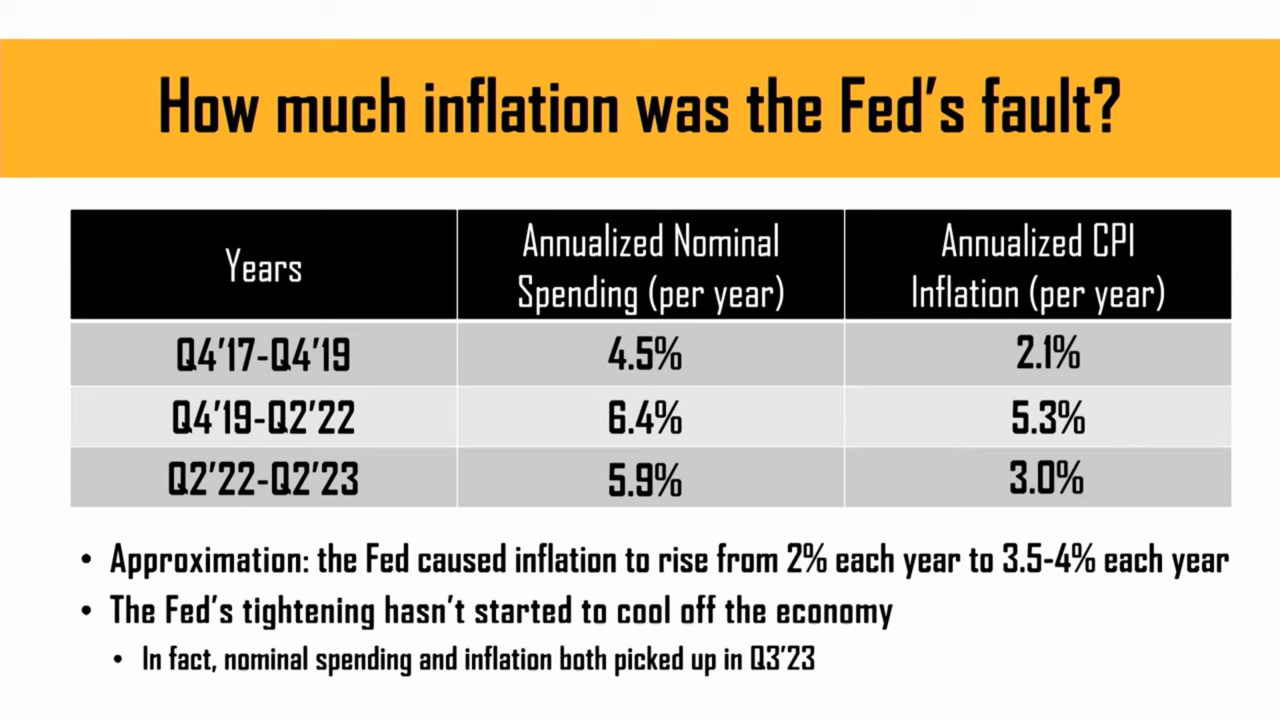 How much inflation was the Fed's fault?
Years
Annualized Nominal
Spending (per year)
Annualized CPI
Inflation (per year)
Q4'17-Q4'19 4.5% 2.1%
Q4'19-Q2'22 6.4% 5.3%
Q2'22-Q2'23 5.9% 3.0%
• Approximation: the Fed caused inflation to rise from 2% each year to 3.5-4% each year
• The Fed's tightening hasn't started to cool off the economy
• In fact, nominal spending and inflation both picked up in Q3'23